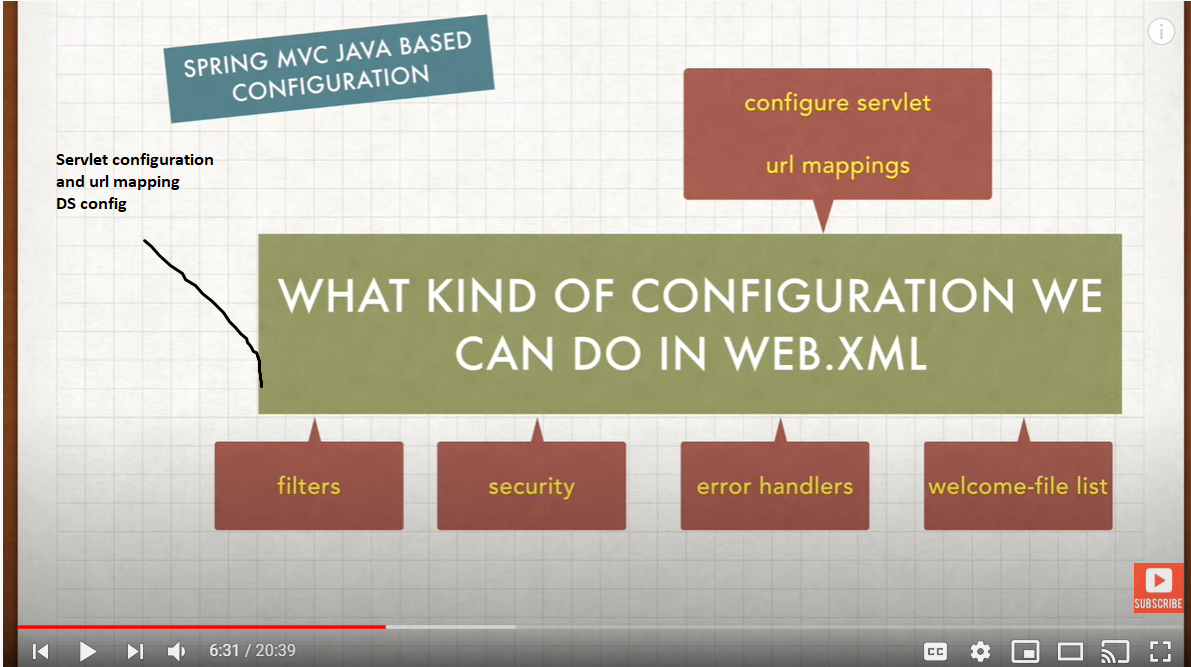 SPRING MVC JAVA BASED
CONFIGURATION
configure servlet
url mappings
Servlet configuration
and url mapping
DS config
WHAT KIND OF CONFIGURATION WE
CAN DO IN WEB.XML
filters
security
error handlers
welcome-file list
SUBSCRIBE
6:31 / 20:39
CC